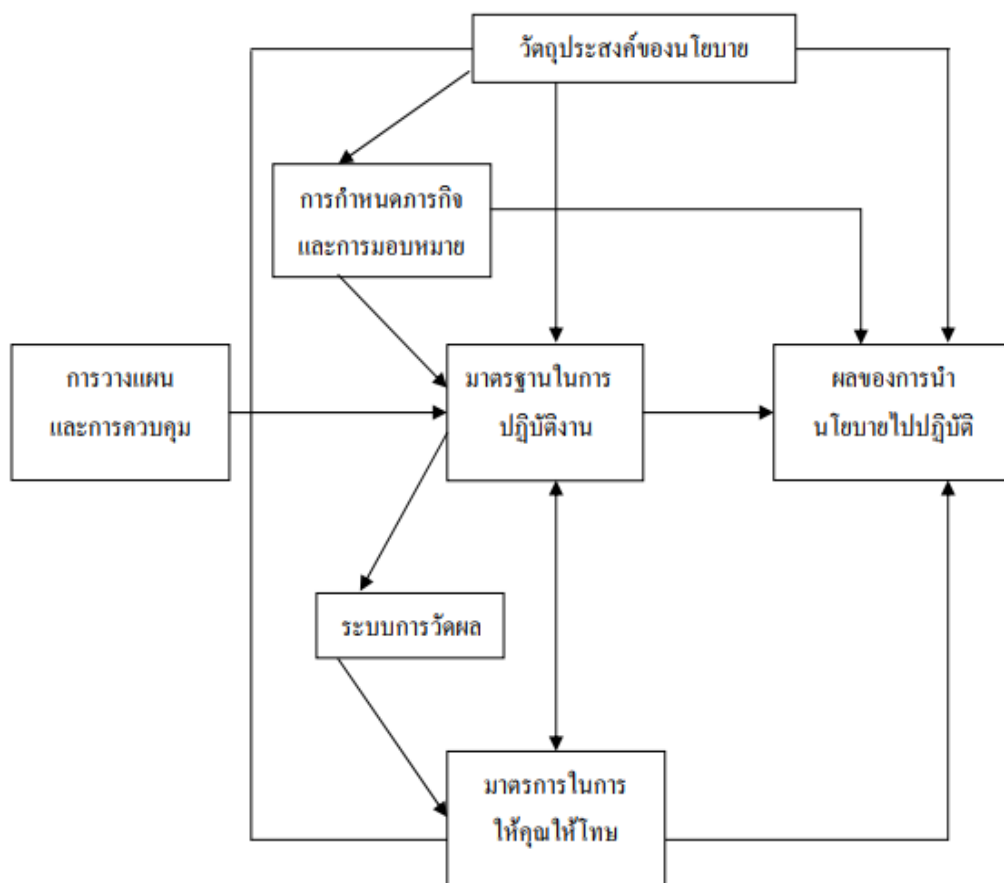 วัตถุประสงค์ของนโยบาย
การกำหนดภารกิจ
และการมอบหมาย
การวางแผน
และการควบคุม
มาตรฐานในการ
ปฏิบัติงาน
ผลของการนำ
นโยบายไปปฏิบัติ
ระบบการวัดผล
มาตรการในการ
ให้คุณให้โทษ